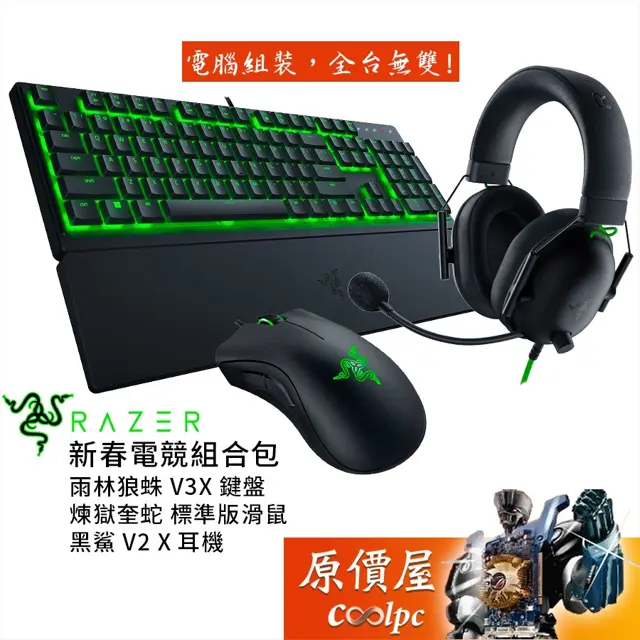 電腦組裝，全台無雙!
RAZER
新春電競組合包
雨林狼蛛 V3X 鍵盤
煉獄奎蛇 標準版滑鼠
黑鯊 V2 X 耳機
原價屋
coolpc